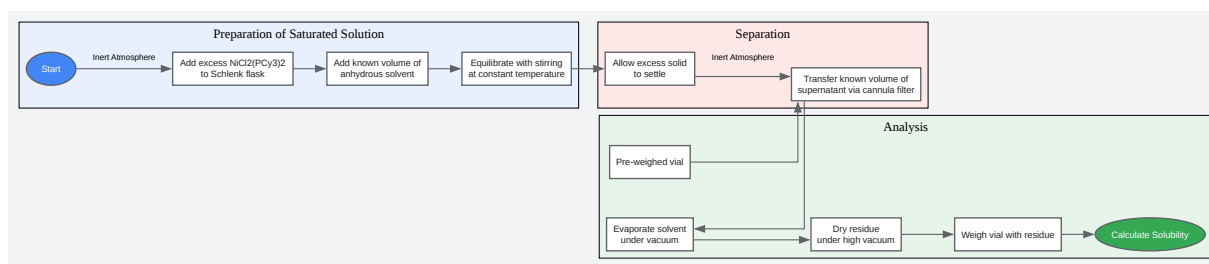 Preparation of Saturated Solution
Start
Inert Atmosphere
Add excess NiCl2(PCy3)2
to Schlenk flask
Add known volume of
anhydrous solvent
Equilibrate with stirring
at constant temperature
Separation
Allow excess solid
to settle
Inert Atmosphere
Transfer known volume of
supernatant via cannula filter
Analysis
Pre-weighed vial
Evaporate solvent
under vacuum
Dry residue
under high vacuum
Weigh vial with residue
Calculate Solubility